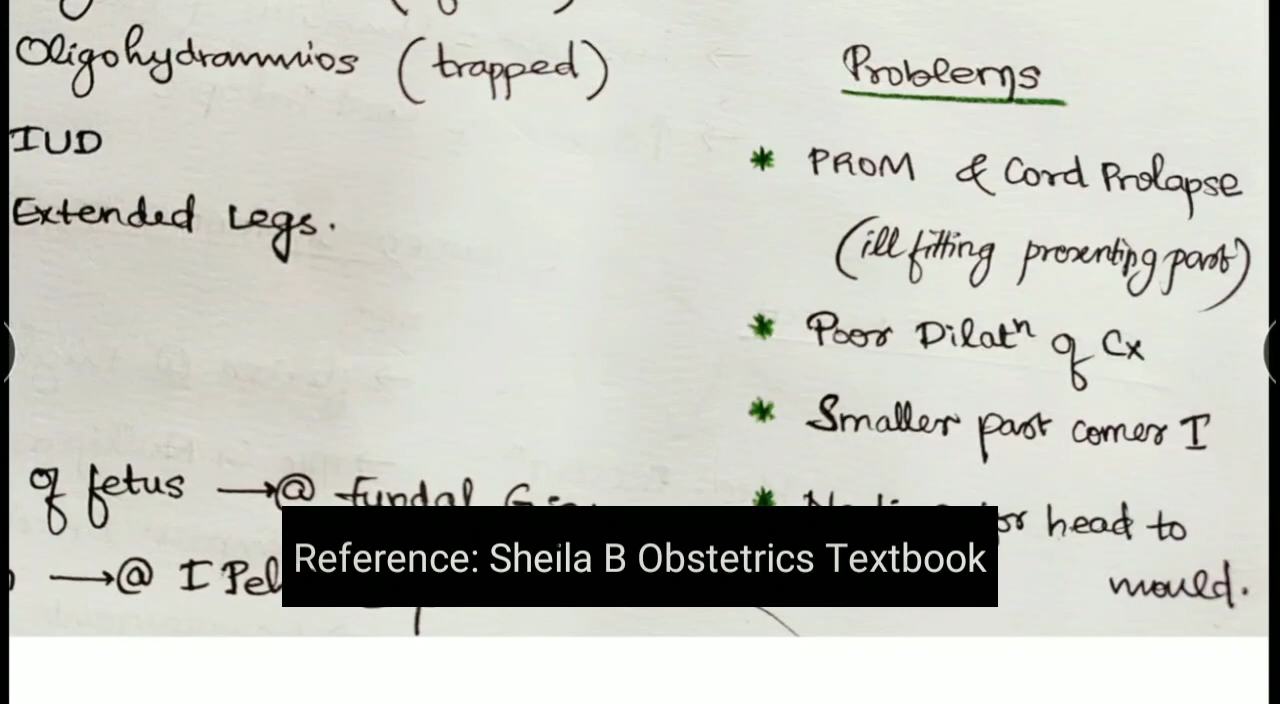 Oligohydramnios (trapped)
IUD
Extended Legs.
of fetus →@ fundal
→@ I Pel
Problems
* PROM & Cord Prolapse
(ill fitting presenting part)
* Poor Dilatⁿ of Cx
* Smaller part comes I
* head to
mould.
Reference: Sheila B Obstetrics Textbook